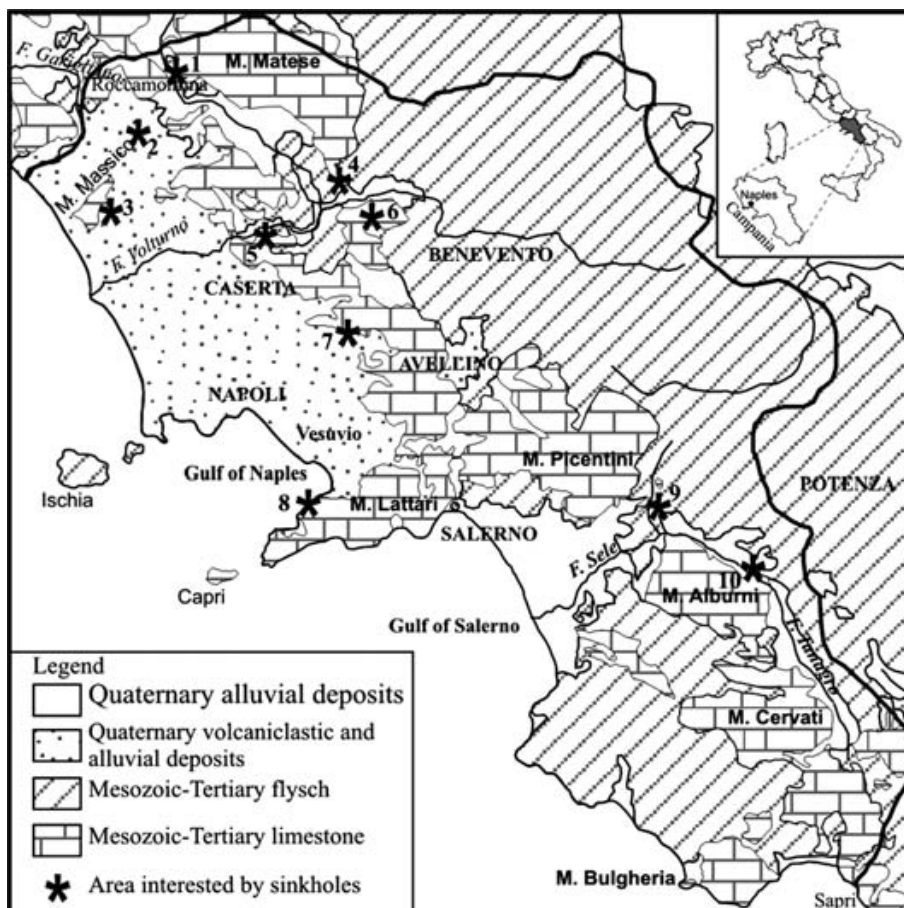 F. Garigliano
1
M. Matese
Roccamonfina
2
M. Massico
4
3
6
F. Volturno
5
BENEVENTO
CASERTA
7
AVELLINO
NAPOLI
Vesuvio
Gulf of Naples
M. Picentini
Ischia
8
M. Lattari
9
POTENZA
SALERNO
F. Sele
10
Capri
M. Alburni
Gulf of Salerno
F. Tanagro
M. Cervati
M. Bulgheria
Sapri
Naples
Campania
Legend
Quaternary alluvial deposits
Quaternary volcaniclastic and
alluvial deposits
Mesozoic-Tertiary flysch
Mesozoic-Tertiary limestone
Area interested by sinkholes